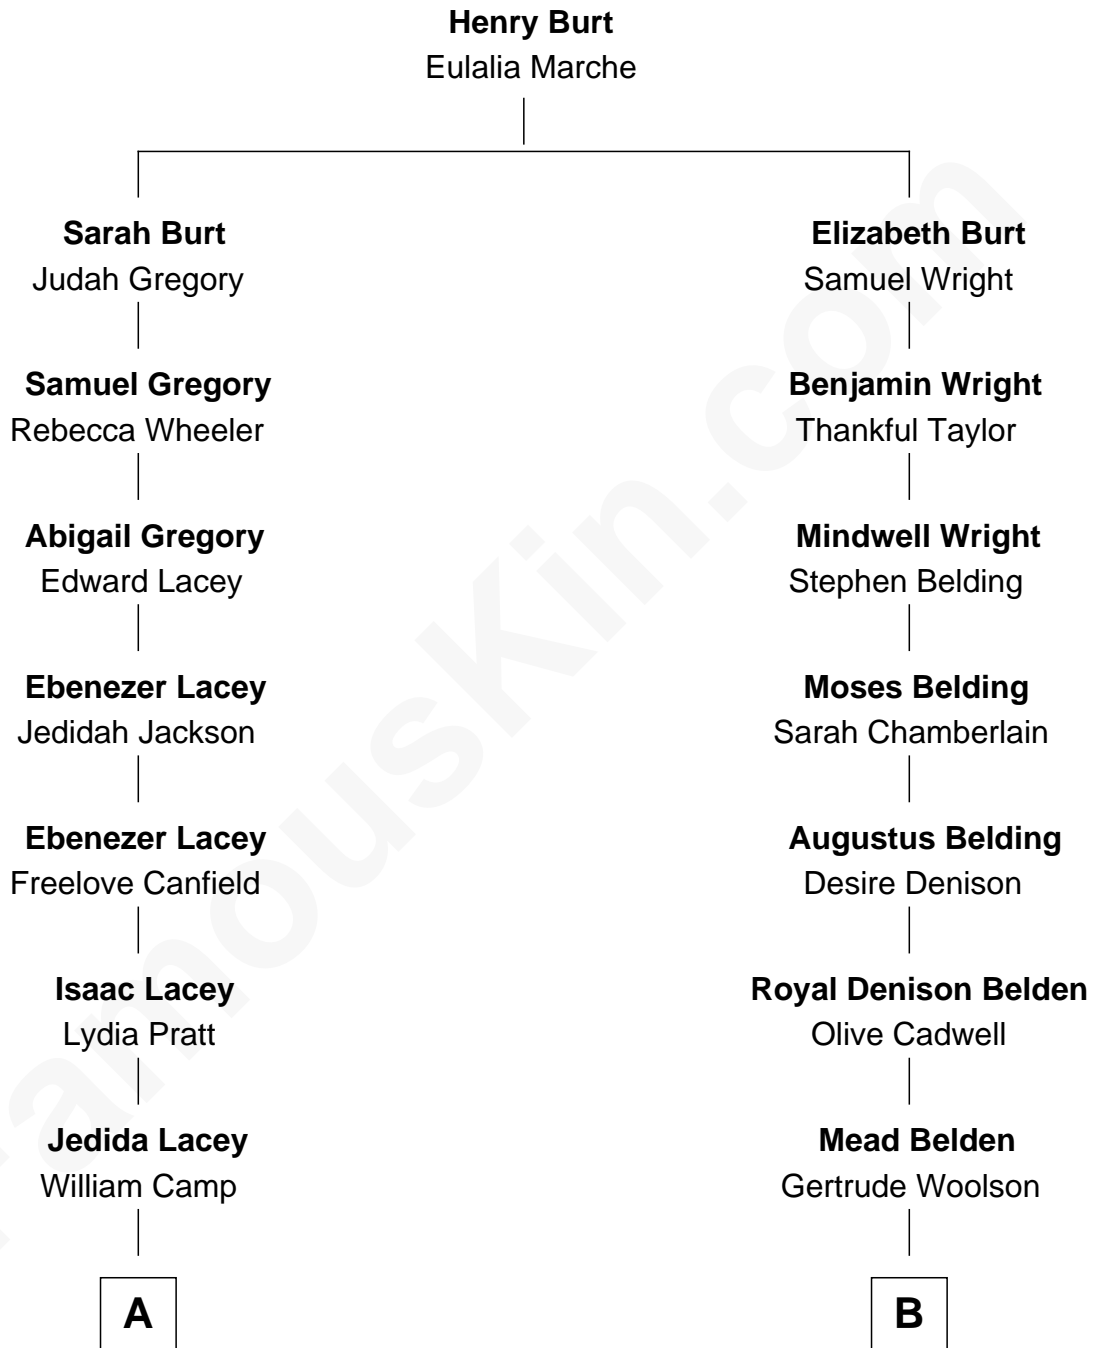 Henry Burt
Eulalia Marche
Sarah Burt
Judah Gregory
Elizabeth Burt
Samuel Wright
Samuel Gregory
Rebecca Wheeler
Benjamin Wright
Thankful Taylor
Abigail Gregory
Edward Lacey
Mindwell Wright
Stephen Belding
Ebenezer Lacey
Jedidah Jackson
Moses Belding
Sarah Chamberlain
Ebenezer Lacey
Freelove Canfield
Augustus Belding
Desire Denison
Isaac Lacey
Lydia Pratt
Royal Denison Belden
Olive Cadwell
Jedida Lacey
William Camp
Mead Belden
Gertrude Woolson
A
B
FamousKin.com